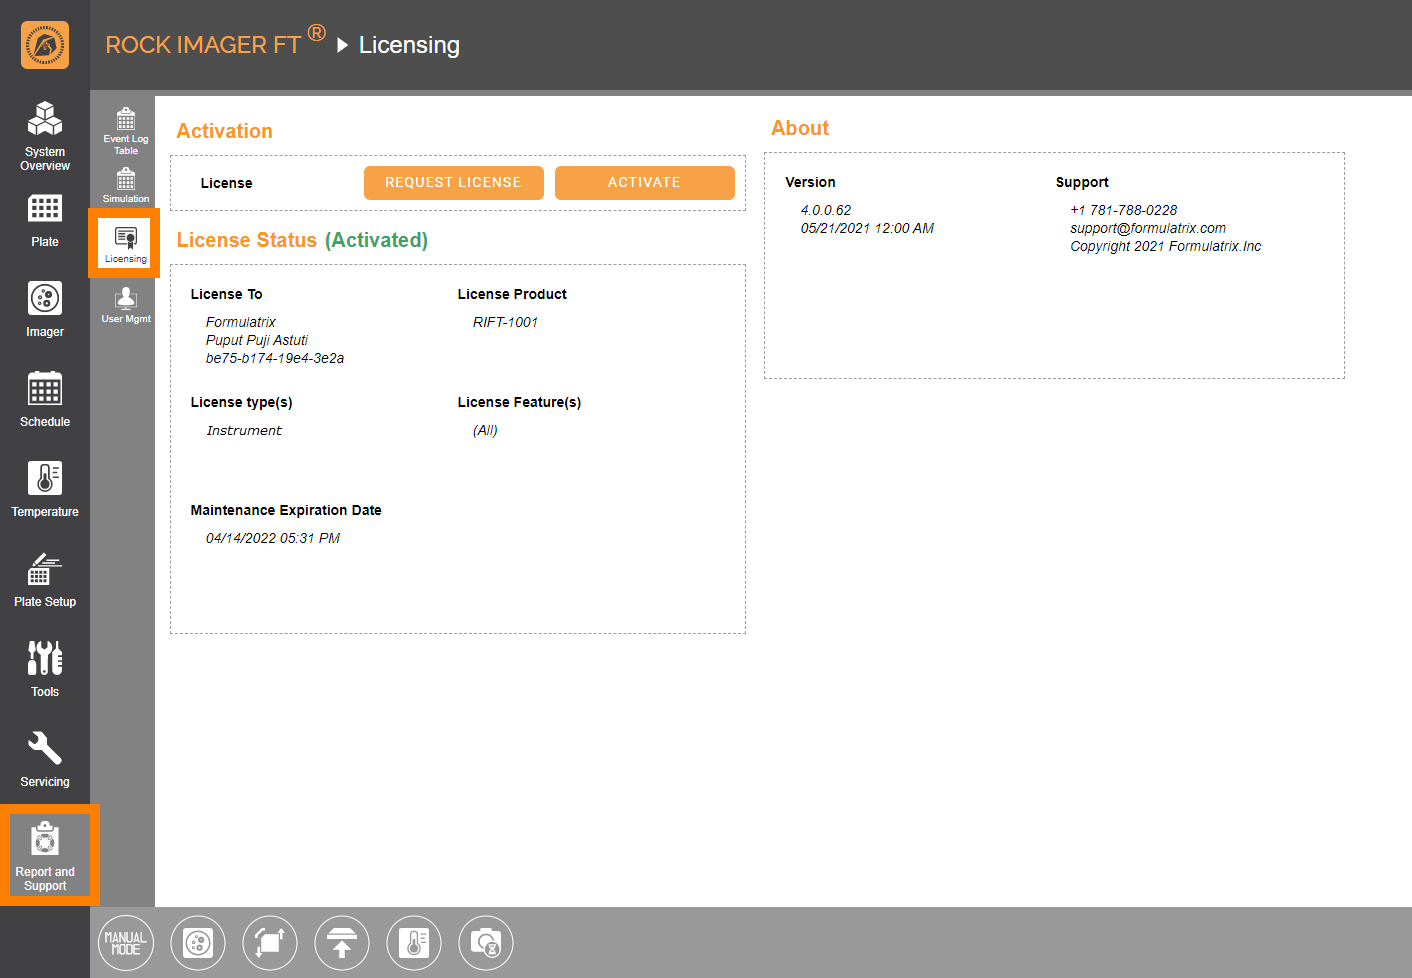 ROCK IMAGER FT ® Licensing
System
Overview
Plate
Imager
Schedule
Temperature
Plate Setup
Tools
Servicing
Report and
Support
Event Log
Table
Simulation
Licensing
User Mgmt
Activation
License
REQUEST LICENSE
ACTIVATE
License Status (Activated)
License To
Formulatrix
Puput Puji Astuti
be75-b174-19e4-3e2a
License Product
RIFT-1001
License type(s)
Instrument
License Feature(s)
(All)
Maintenance Expiration Date
04/14/2022 05:31 PM
About
Version
4.0.0.62
05/21/2021 12:00 AM
Support
+1 781-788-0228
support@formulatrix.com
Copyright 2021 Formulatrix.Inc
MANUAL
MODE